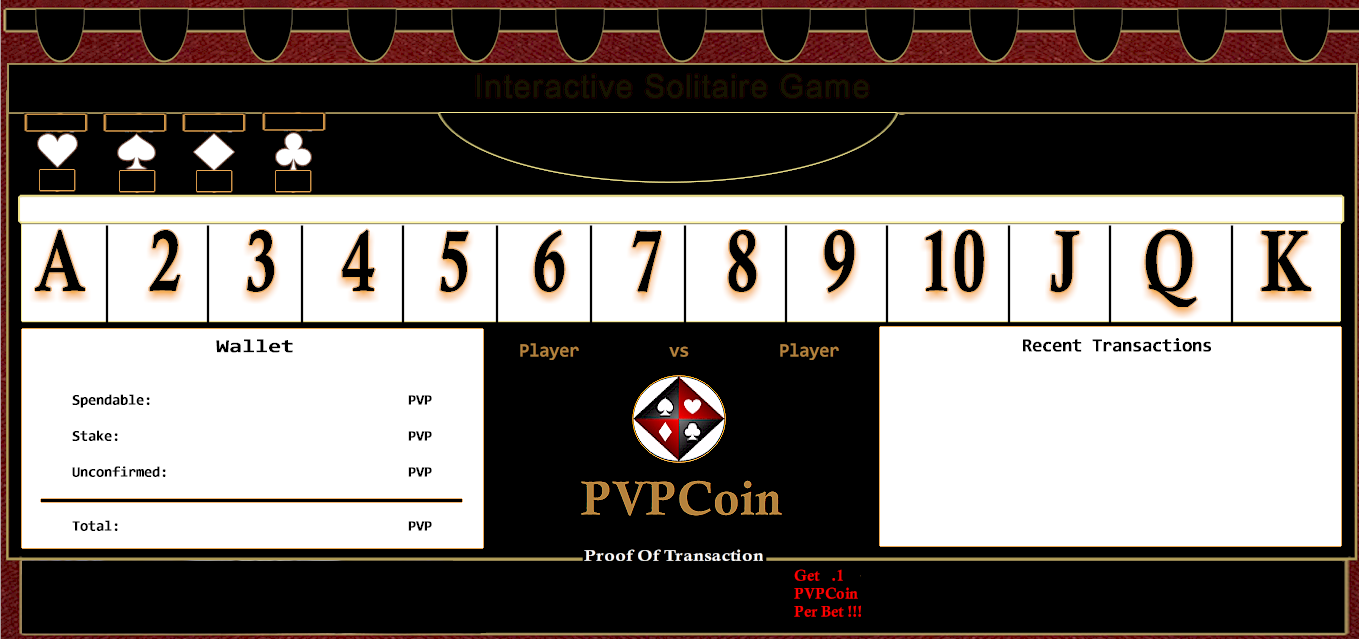 Interactive Solitaire Game
A 2 3 4 5 6 7 8 9 10 J Q K
Wallet
Spendable: PVP
Stake: PVP
Unconfirmed: PVP
Total: PVP
Player vs Player
PVPCoin
Proof Of Transaction
Recent Transactions
Get .1
PVPCoin
Per Bet !!!